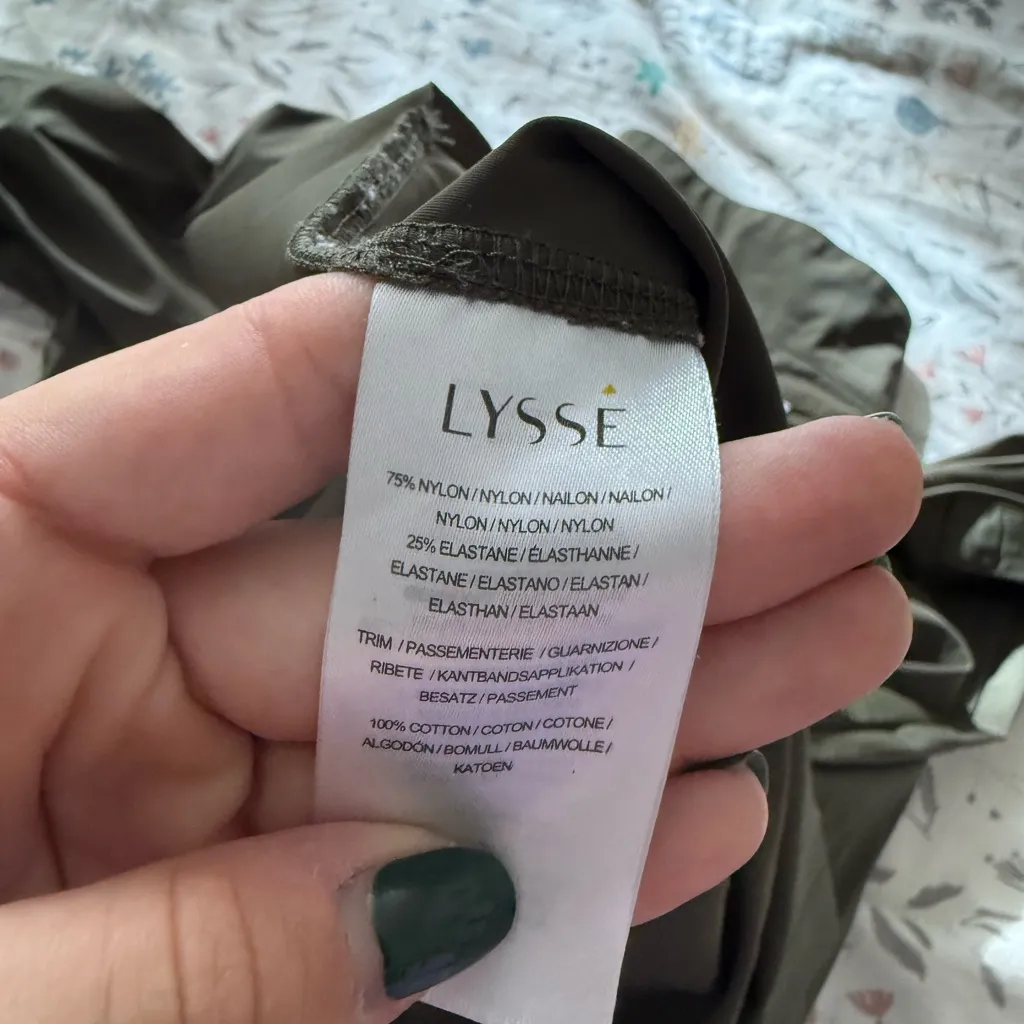 LYSSÉ
75% NYLON / NYLON / NAILON / NAILON /
NYLON / NYLON / NYLON
25% ELASTANE / ÉLASTHANNE /
ELASTANE / ELASTANO / ELASTAN /
ELASTHAN / ELASTAAN
TRIM / PASSEMENTERIE / GUARNIZIONE /
RIBETE / KANTBANDSAPPLIKATION /
BESATZ / PASSEMENT
100% COTTON / COTON / COTONE /
ALGODÓN / BOMULL / BAUMWOLLE /
KATOEN